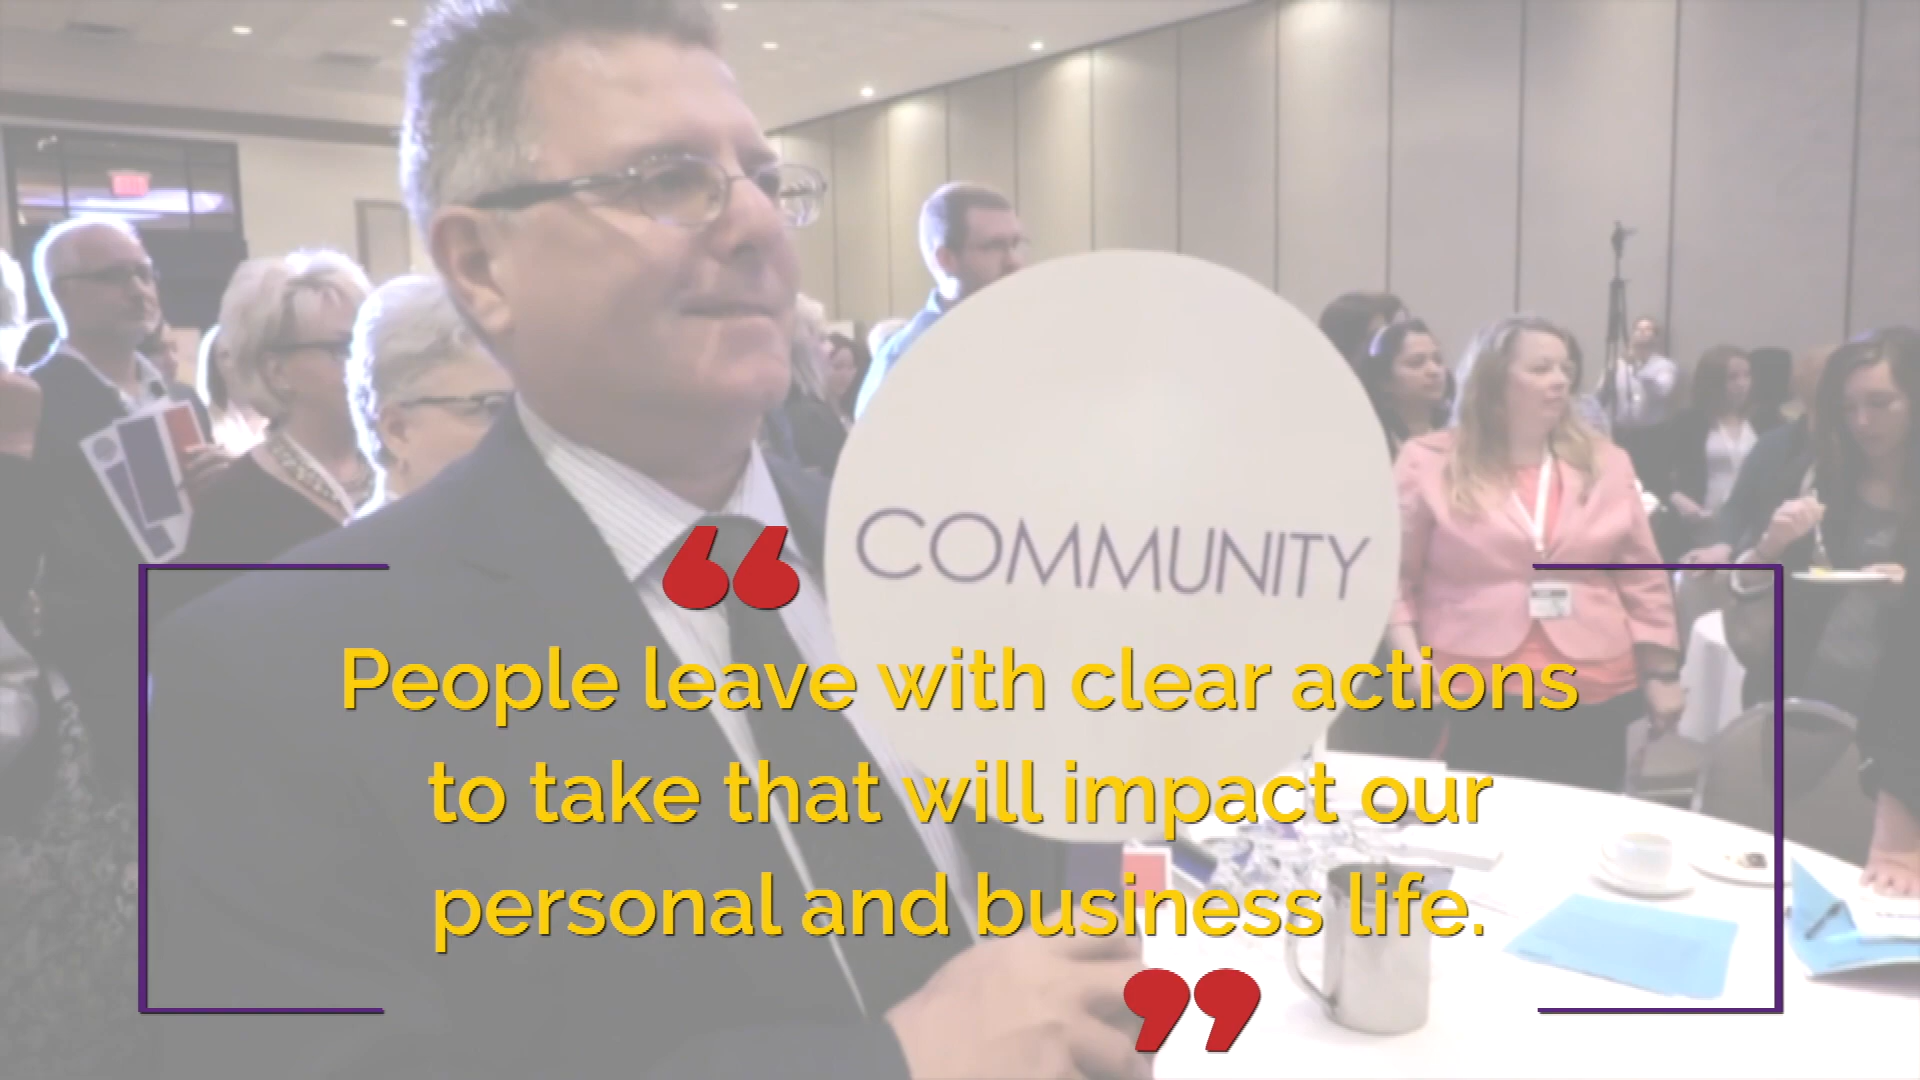 COMMUNITY
“
People leave with clear actions
to take that will impact our
personal and business life.
”